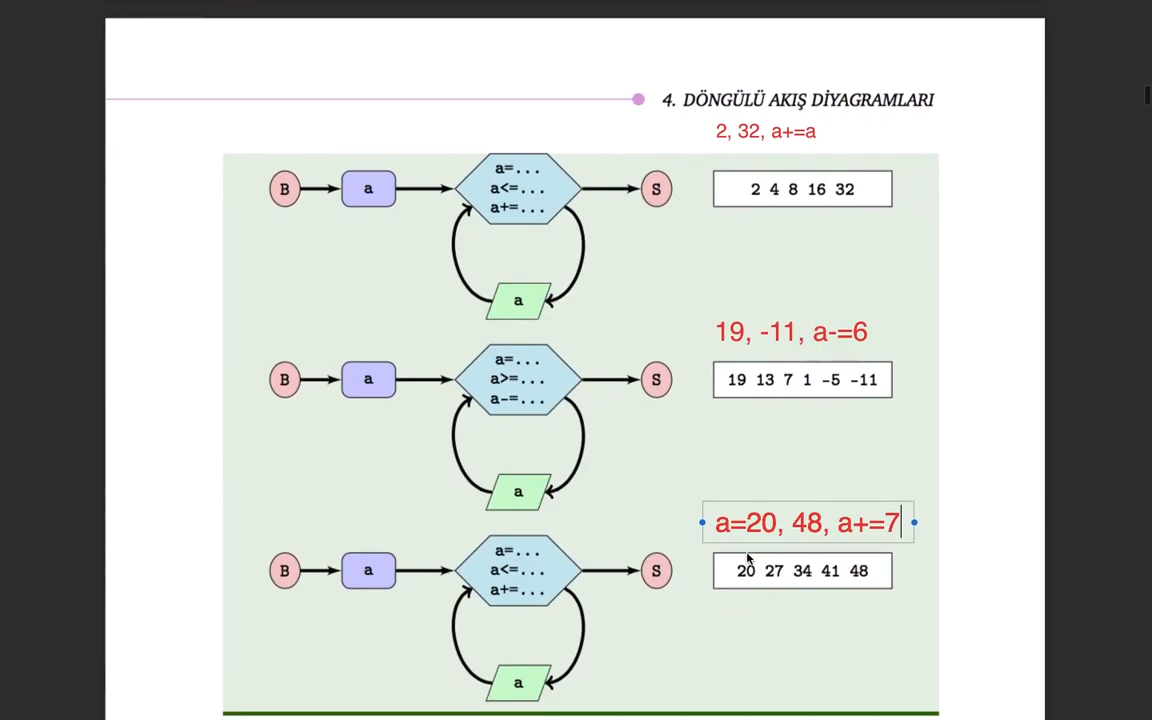 4. DÖNGÜLÜ AKIŞ DİYAGRAMLARI
2, 32, a+=a
B
a
a=...
a<=...
a+=...
S
2 4 8 16 32
a
19, -11, a-=6
B
a
a=...
a>=...
a-=...
S
19 13 7 1 -5 -11
a
a=20, 48, a+=7
B
a
a=...
a<=...
a+=...
S
20 27 34 41 48
a